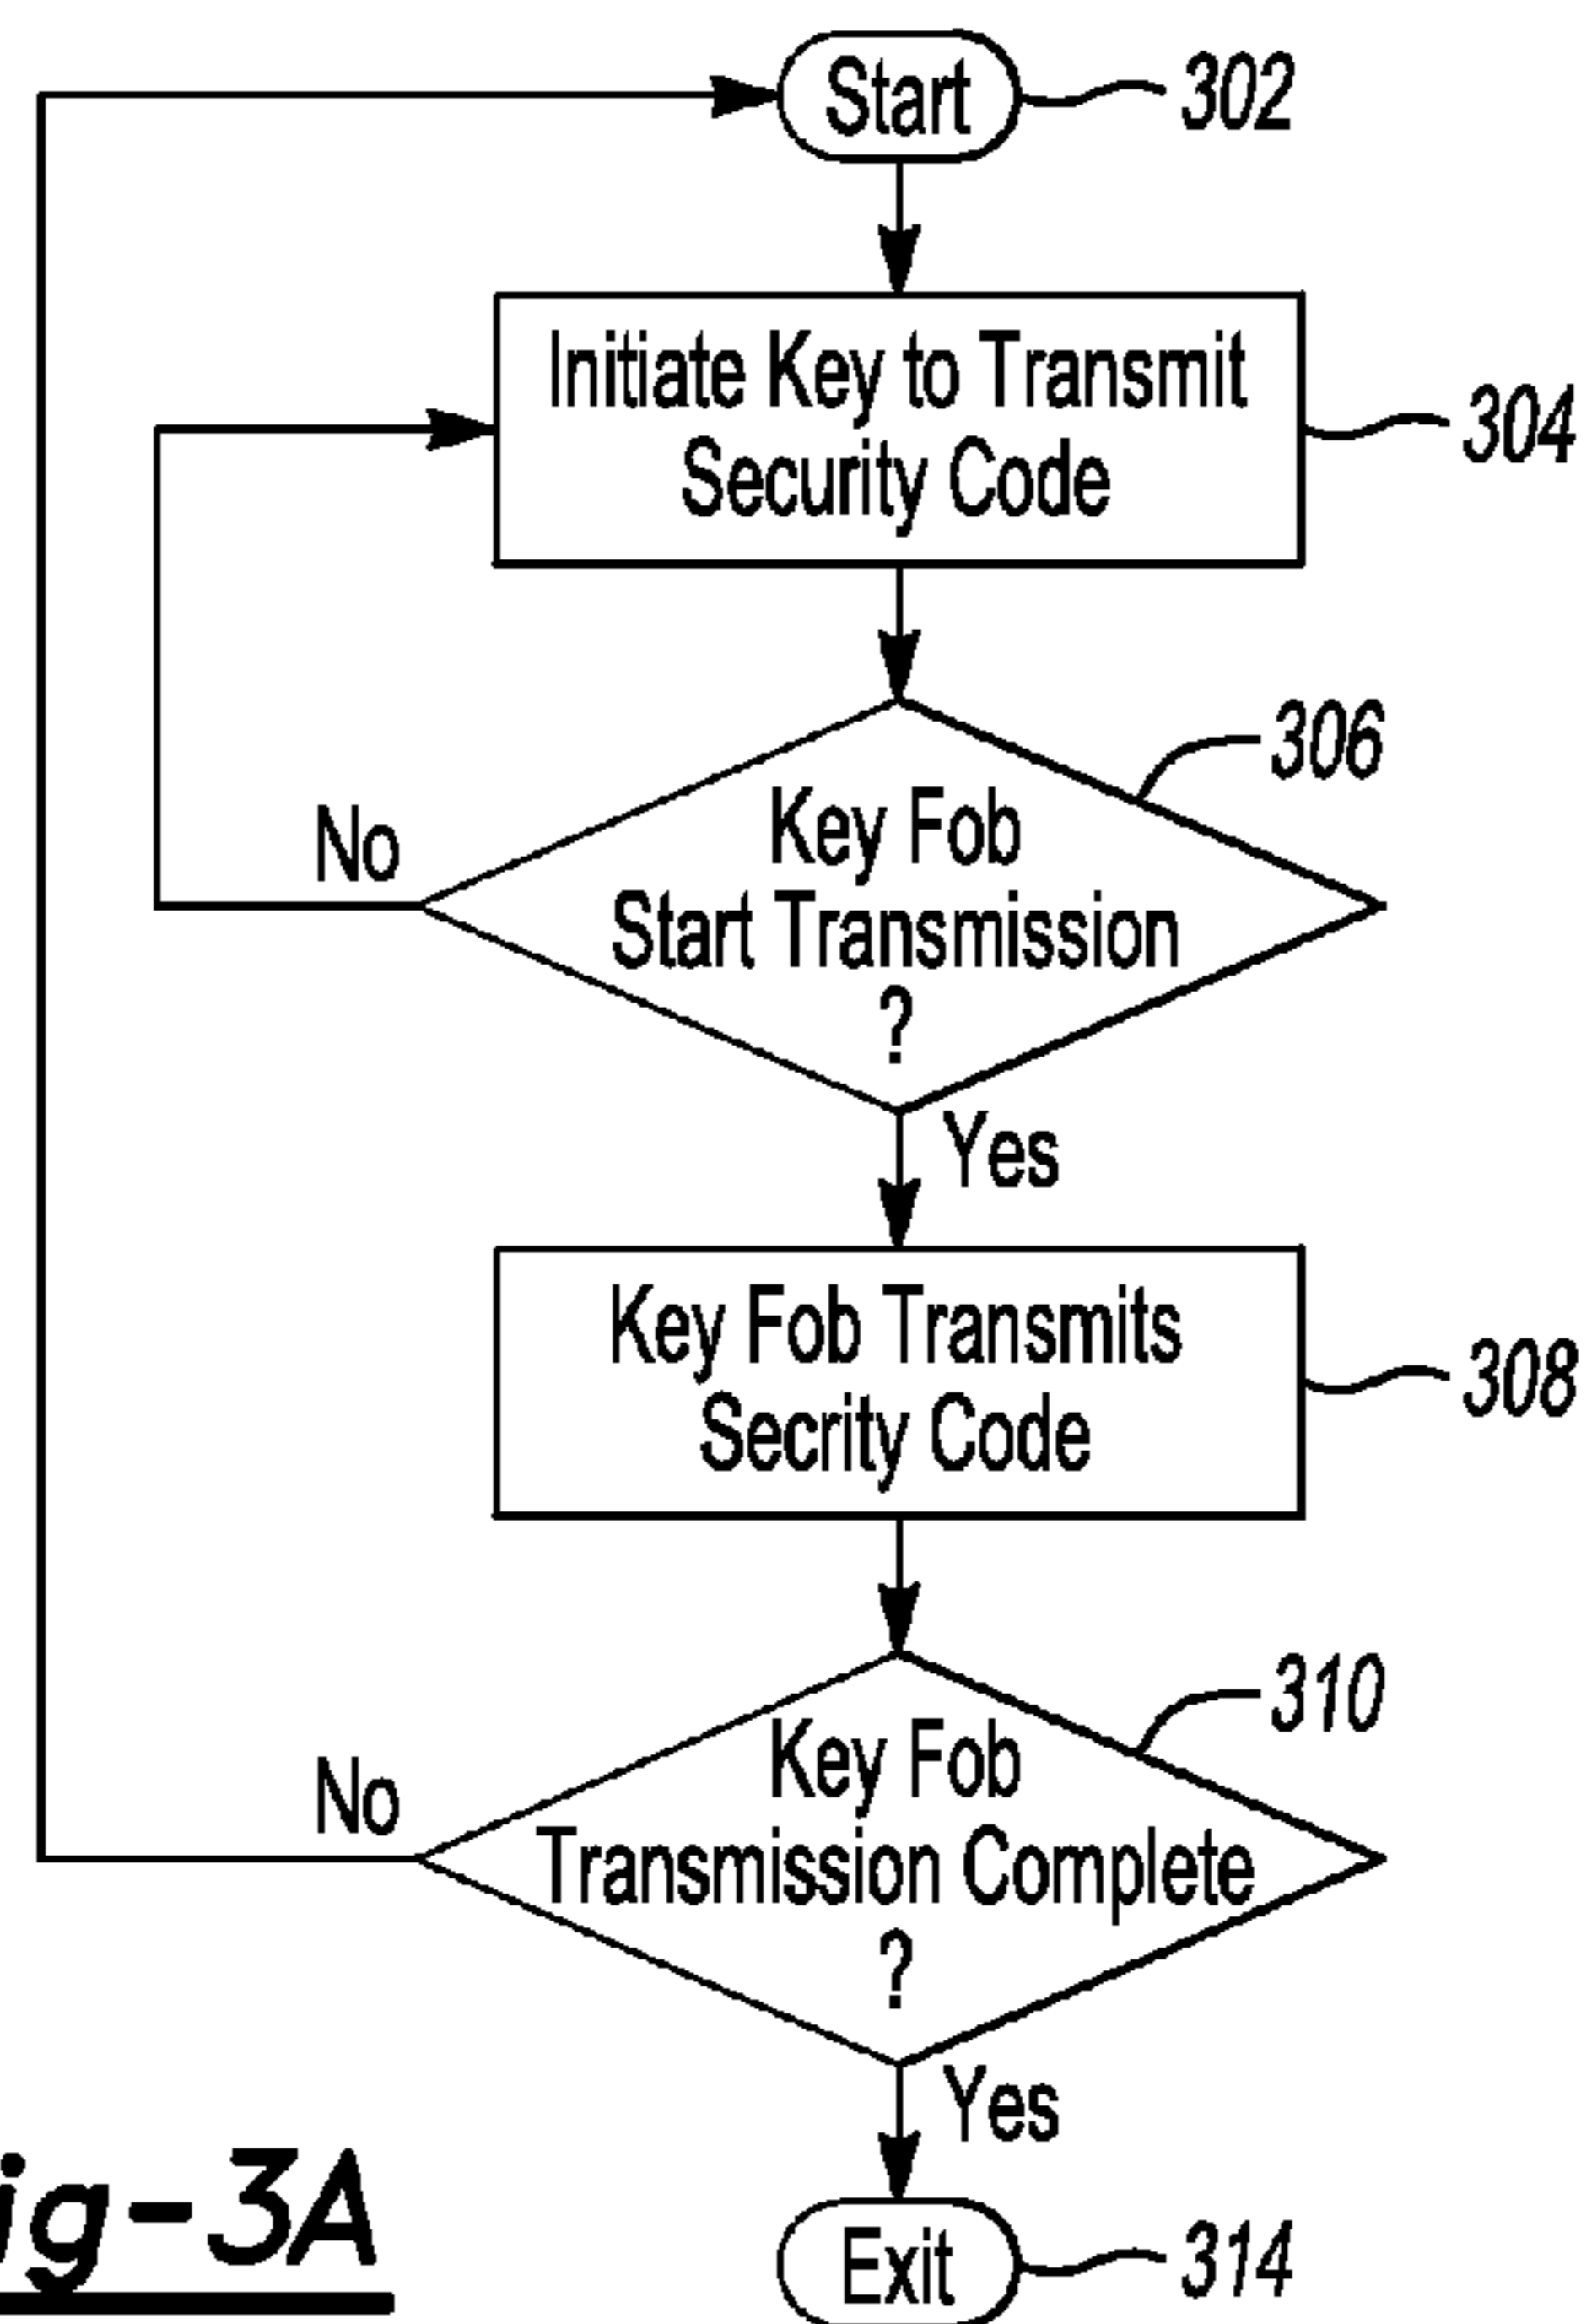 Start
302
Initiate Key to Transmit
Security Code
304
306
Key Fob
Start Transmission
?
No
Yes
Key Fob Transmits
Secrity Code
308
310
Key Fob
Transmission Complete
?
No
Yes
Exit
314
ig-3A